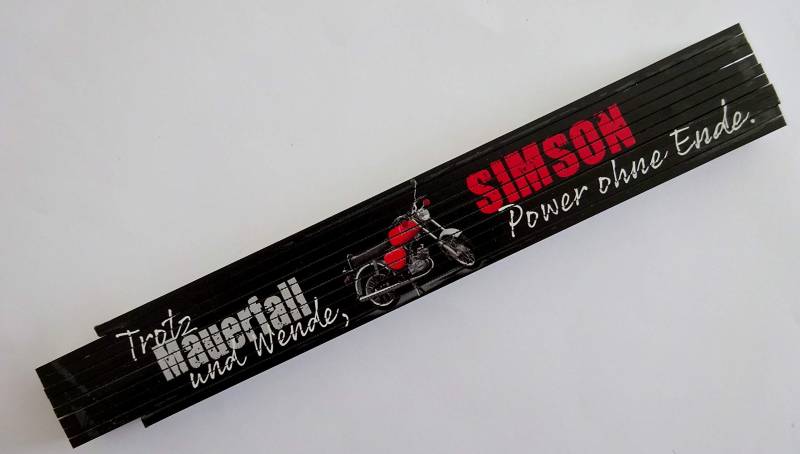 Trotz
Mauerfall
und Wende,
SIMSON
Power ohne Ende.